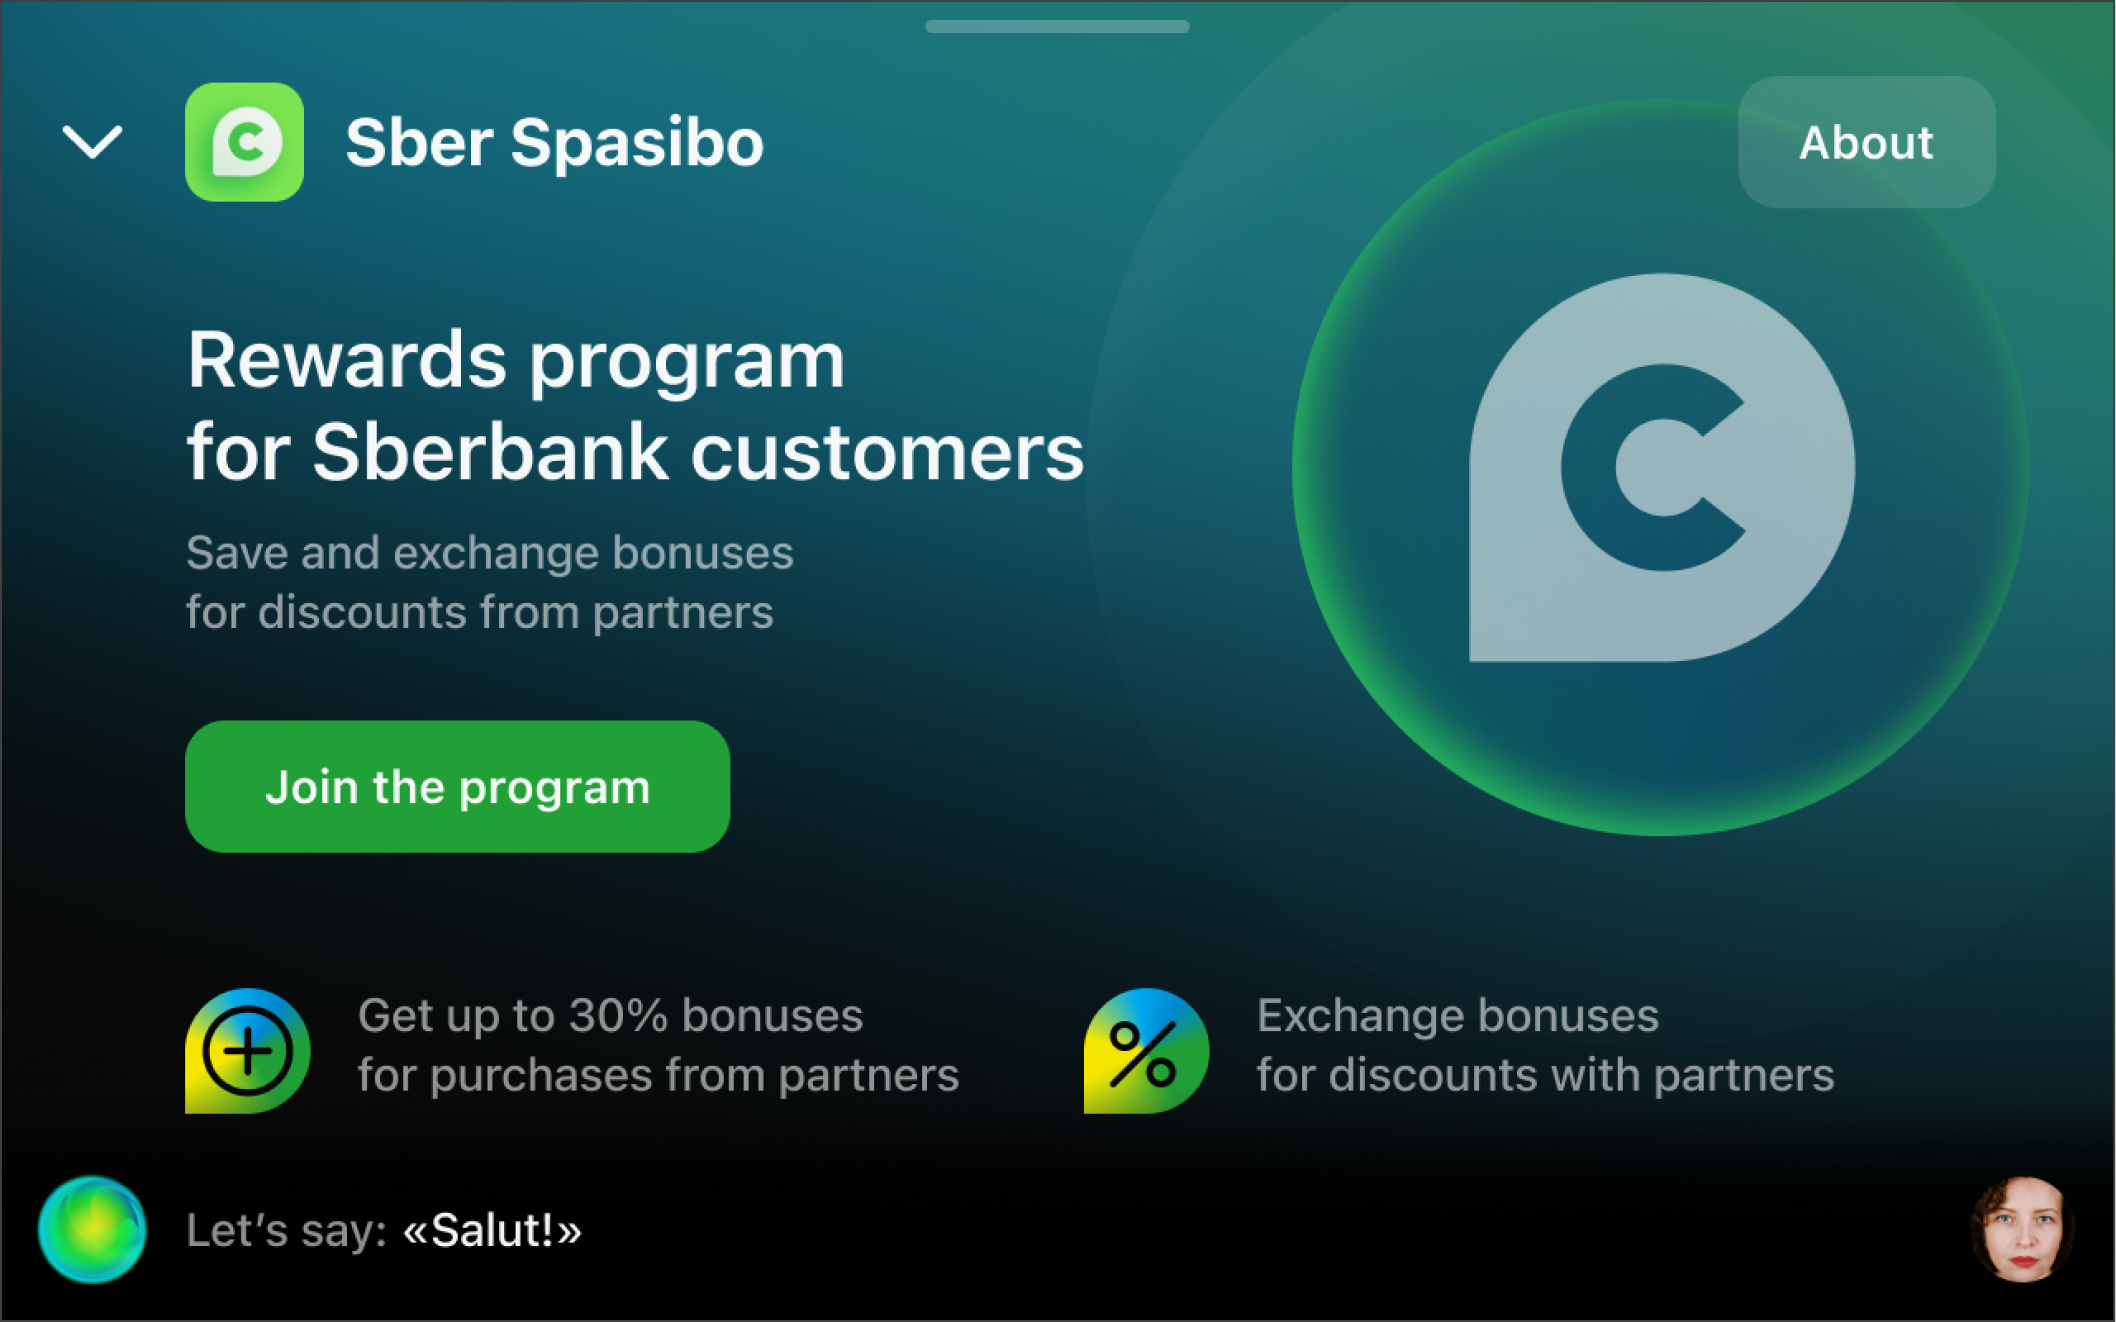 Sber Spasibo
About
Rewards program
for Sberbank customers
Save and exchange bonuses
for discounts from partners
Join the program
Get up to 30% bonuses
for purchases from partners
Exchange bonuses
for discounts with partners
Let’s say: «Salut!»